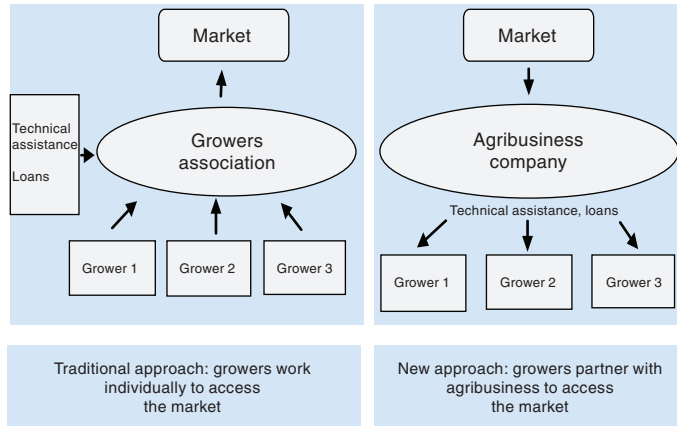 Market
Technical
assistance
Loans
Growers
association
Grower 1
Grower 2
Grower 3
Traditional approach: growers work
individually to access
the market
Market
Agribusiness
company
Technical assistance, loans
Grower 1
Grower 2
Grower 3
New approach: growers partner with
agribusiness to access
the market